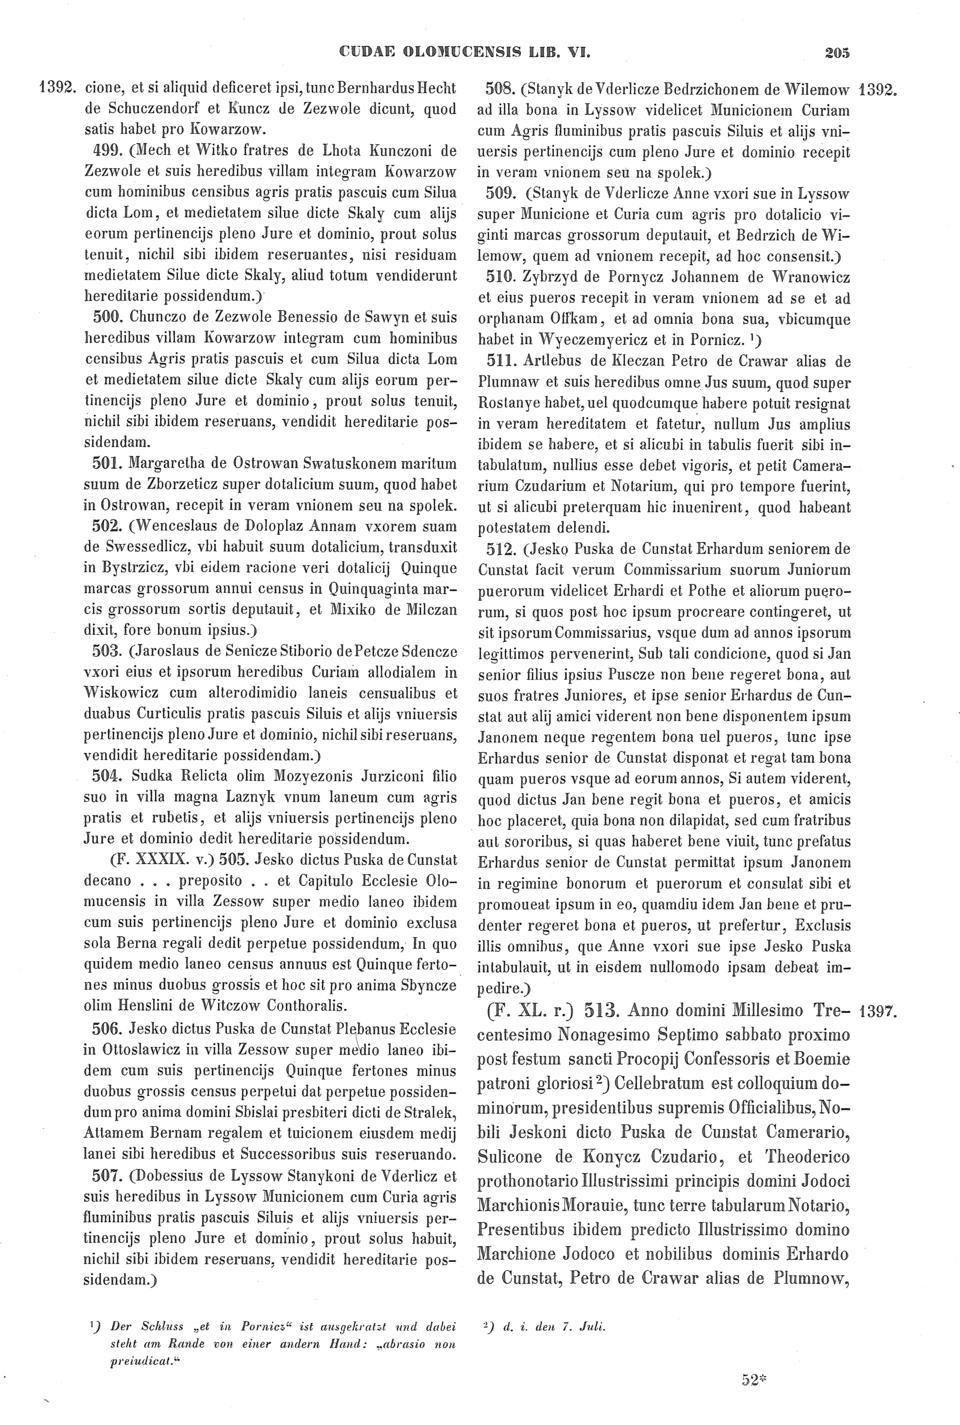 CUDAE OLOMUCENSIS LIB. VI. 205
1392. cione, et si aliquid deficeret ipsi, tunc Bernhardus Hecht
de Schuczendorf et Kuncz de Zezwole dicunt, quod
satis habet pro Kowarzow.
499. (Mech et Witko fratres de Lhota Kunczoni de
Zezwole et suis heredibus villam integram Kowarzow
cum hominibus censibus agris pratis pascuis cum Silua
dicta Lom, et medietatem silue dicte Skaly cum alijs
eorum pertinencijs pleno Jure et dominio, prout solus
tenuit, nichil sibi ibidem reseruantes, nisi residuam
medietatem Silue dicte Skaly, aliud totum vendiderunt
hereditarie possidendum.)
500. Chunczo de Zezwole Benessio de Sawyn et suis
heredibus villam Kowarzow integram cum hominibus
censibus Agris pratis pascuis et cum Silua dicta Lom
et medietatem silue dicte Skaly cum alijs eorum per-
tinencijs pleno Jure et dominio, prout solus tenuit,
nichil sibi ibidem reseruans, vendidit hereditarie pos-
sidendam.
501. Margaretha de Ostrowan Swatuskonem maritum
suum de Zborzeticz super dotalicium suum, quod habet
in Ostrowan, recepit in veram vnionem seu na spolek.
502. (Wenceslaus de Doloplaz Annam vxorem suam
de Swessedlicz, vbi habuit suum dotalicium, transduxit
in Bystrzicz, vbi eidem racione veri dotalicij Quinque
marcas grossorum annui census in Quinquaginta mar-
cis grossorum sortis deputauit, et Mixiko de Milczan
dixit, fore bonum ipsius.)
503. (Jaroslaus de Senicze Stiborio de Petcze Sdencze
vxori eius et ipsorum heredibus Curiam allodialem in
Wiskowicz cum alterodimidio laneis censualibus et
duabus Curticulis pratis pascuis Siluis et alijs vniuersis
pertinencijs pleno Jure et dominio, nichil sibi reseruans,
vendidit hereditarie possidendam.)
504. Sudka Relicta olim Mozyezonis Jurziconi filio
suo in villa magna Laznyk vnum laneum cum agris
pratis et rubetis, et alijs vniuersis pertinencijs pleno
Jure et dominio dedit hereditarie possidendum.
(F. XXXIX. v.) 505. Jesko dictus Puska de Cunstat
decano . . . preposito . . et Capitulo Ecclesie Olo-
mucensis in villa Zessow super medio laneo ibidem
cum suis pertinencijs pleno Jure et dominio exclusa
sola Berna regali dedit perpetue possidendum, In quo
quidem medio laneo census annuus est Quinque ferto-
nes minus duobus grossis et hoc sit pro anima Sbyncze
olim Henslini de Witczow Conthoralis.
506. Jesko dictus Puska de Cunstat Plebanus Ecclesie
in Ottoslawicz in villa Zessow super medio laneo ibi-
dem cum suis pertinencijs Quinque fertones minus
duobus grossis census perpetui dat perpetue possiden-
dum pro anima domini Sbislai presbiteri dicti de Stralek,
Attamem Bernam regalem et tuicionem eiusdem medij
lanei sibi heredibus et Successoribus suis reseruando.
507. (Dobessius de Lyssow Stanykoni de Vderlicz et
suis heredibus in Lyssow Municionem cum Curia agris
fluminibus pratis pascuis Siluis et alijs vniuersis per-
tinencijs pleno Jure et dominio, prout solus habuit,
nichil sibi ibidem reseruans, vendidit hereditarie pos-
sidendam.)
508. (Stanyk de Vderlicze Bedrzichonem de Wilemow 1392.
ad illa bona in Lyssow videlicet Municionem Curiam
cum Agris fluminibus pratis pascuis Siluis et alijs vni-
uersis pertinencijs cum pleno Jure et dominio recepit
in veram vnionem seu na spolek.)
509. (Stanyk de Vderlicze Anne vxori sue in Lyssow
super Municione et Curia cum agris pro dotalicio vi-
ginti marcas grossorum deputauit, et Bedrzich de Wi-
lemow, quem ad vnionem recepit, ad hoc consensit.)
510. Zybrzyd de Pornycz Johannem de Wranowicz
et eius pueros recepit in veram vnionem ad se et ad
orphanam Offkam, et ad omnia bona sua, vbicumque
habet in Wyeczemyericz et in Pornicz. ¹)
511. Artlebus de Kleczan Petro de Crawar alias de
Plumnaw et suis heredibus omne Jus suum, quod super
Rostanye habet, uel quodcumque habere potuit resignat
in veram hereditatem et fatetur, nullum Jus amplius
ibidem se habere, et si alicubi in tabulis fuerit sibi in-
tabulatum, nullius esse debet vigoris, et petit Camera-
rium Czudarium et Notarium, qui pro tempore fuerint,
ut si alicubi preterquam hic inuenirent, quod habeant
potestatem delendi.
512. (Jesko Puska de Cunstat Erhardum seniorem de
Cunstat facit verum Commissarium suorum Juniorum
puerorum videlicet Erhardi et Pothe et aliorum puero-
rum, si quos post hoc ipsum procreare contingeret, ut
sit ipsorum Commissarius, vsque dum ad annos ipsorum
legittimos pervenerint, Sub tali condicione, quod si Jan
senior filius ipsius Puscze non bene regeret bona, aut
suos fratres Juniores, et ipse senior Erhardus de Cun-
stat aut alij amici viderent non bene disponentem ipsum
Janonem neque regentem bona uel pueros, tunc ipse
Erhardus senior de Cunstat disponat et regat tam bona
quam pueros vsque ad eorum annos, Si autem viderent,
quod dictus Jan bene regit bona et pueros, et amicis
hoc placeret, quia bona non dilapidat, sed cum fratribus
aut sororibus, si quas haberet bene viuit, tunc prefatus
Erhardus senior de Cunstat permittat ipsum Janonem
in regimine bonorum et puerorum et consulat sibi et
promoueat ipsum in eo, quamdiu idem Jan bene et pru-
denter regeret bona et pueros, ut prefertur, Exclusis
illis omnibus, que Anne vxori sue ipse Jesko Puska
intabulauit, ut in eisdem nullomodo ipsam debeat im-
pedire.)
(F. XL. r.) 513. Anno domini Millesimo Tre- 1397.
centesimo Nonagesimo Septimo sabbato proximo
post festum sancti Procopij Confessoris et Boemie
patroni gloriosi ²) Cellebratum est colloquium do-
minorum, presidentibus supremis Officialibus, No-
bili Jeskoni dicto Puska de Cunstat Camerario,
Sulicone de Konycz Czudario, et Theoderico
prothonotario Illustrissimi principis domini Jodoci
Marchionis Morauie, tunc terre tabularum Notario,
Presentibus ibidem predicto Illustrissimo domino
Marchione Jodoco et nobilibus dominis Erhardo
de Cunstat, Petro de Crawar alias de Plumnow,
¹) Der Schluss „et in Pornicz“ ist ausgekratzt und dabei
steht am Rande von einer andern Hand: „abrasio non
preiudicat.“
²) d. i. den 7. Juli.
52*